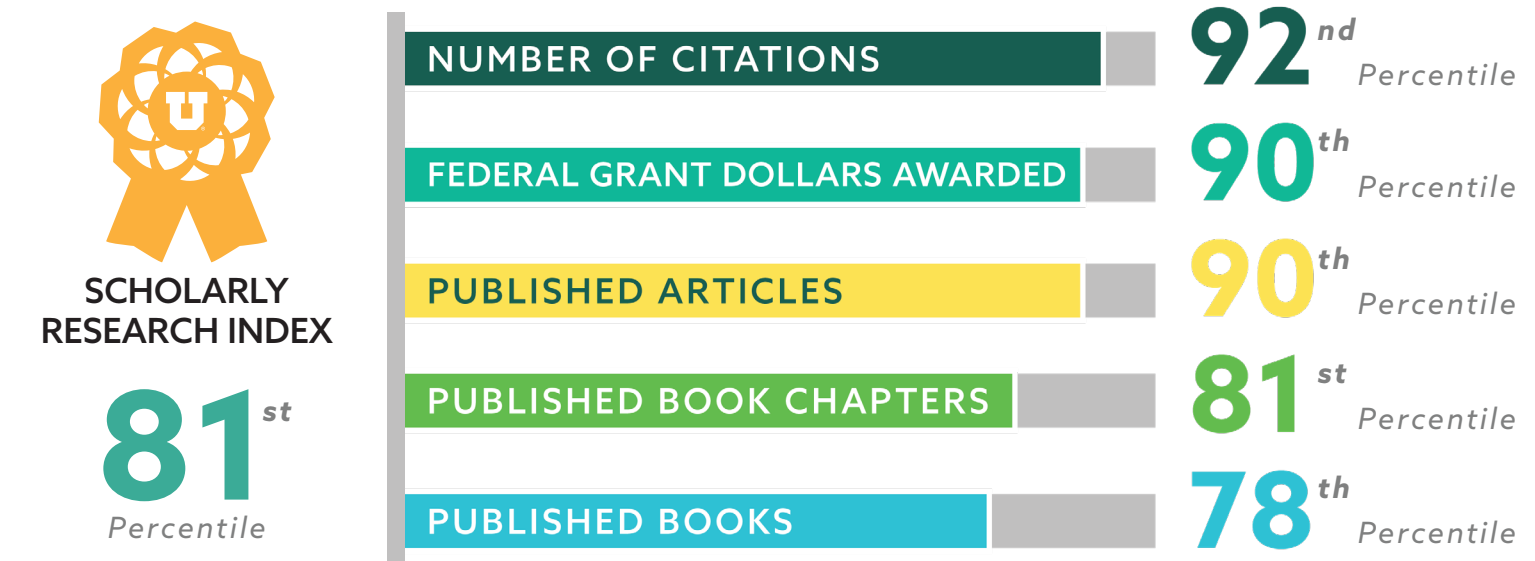 U
SCHOLARLY
RESEARCH INDEX
81st
Percentile
NUMBER OF CITATIONS
92nd
Percentile
FEDERAL GRANT DOLLARS AWARDED
90th
Percentile
PUBLISHED ARTICLES
90th
Percentile
PUBLISHED BOOK CHAPTERS
81st
Percentile
PUBLISHED BOOKS
78th
Percentile